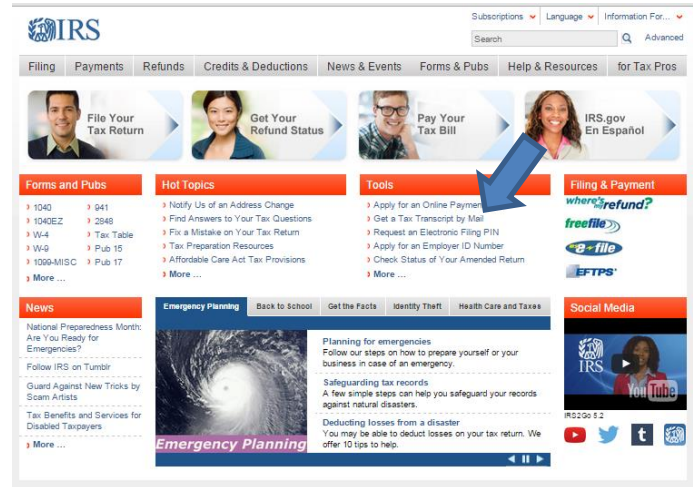 Subscriptions Language Information For...
IRS
Search Advanced
Filing Payments Refunds Credits & Deductions News & Events Forms & Pubs Help & Resources for Tax Pros
File Your
Tax Return
Get Your
Refund Status
Pay Your
Tax Bill
IRS.gov
En Español
Forms and Pubs
1040
1040EZ
W-4
W-9
1099-MISC
941
2848
Tax Table
Pub 15
Pub 17
More ...
Hot Topics
Notify Us of an Address Change
Find Answers to Your Tax Questions
Fix a Mistake on Your Tax Return
Tax Preparation Resources
Affordable Care Act Tax Provisions
More ...
Tools
Apply for an Online Payment
Get a Tax Transcript by Mail
Request an Electronic Filing PIN
Apply for an Employer ID Number
Check Status of Your Amended Return
More ...
Filing & Payment
where's my refund?
freefile
e-file
EFTPS
News
National Preparedness Month:
Are You Ready for
Emergencies?
Follow IRS on Tumblr
Guard Against New Tricks by
Scam Artists
Tax Benefits and Services for
Disabled Taxpayers
More ...
Emergency Planning Back to School Get the Facts Identity Theft Health Care and Taxes
Emergency Planning
Planning for emergencies
Follow our steps on how to prepare yourself or your
business in case of an emergency.
Safeguarding tax records
A few simple steps can help you safeguard your records
against natural disasters.
Deducting losses from a disaster
You may be able to deduct losses on your tax return. We
offer 10 tips to help.
Social Media
IRS
YouTube
IRS2Go 5.2
t